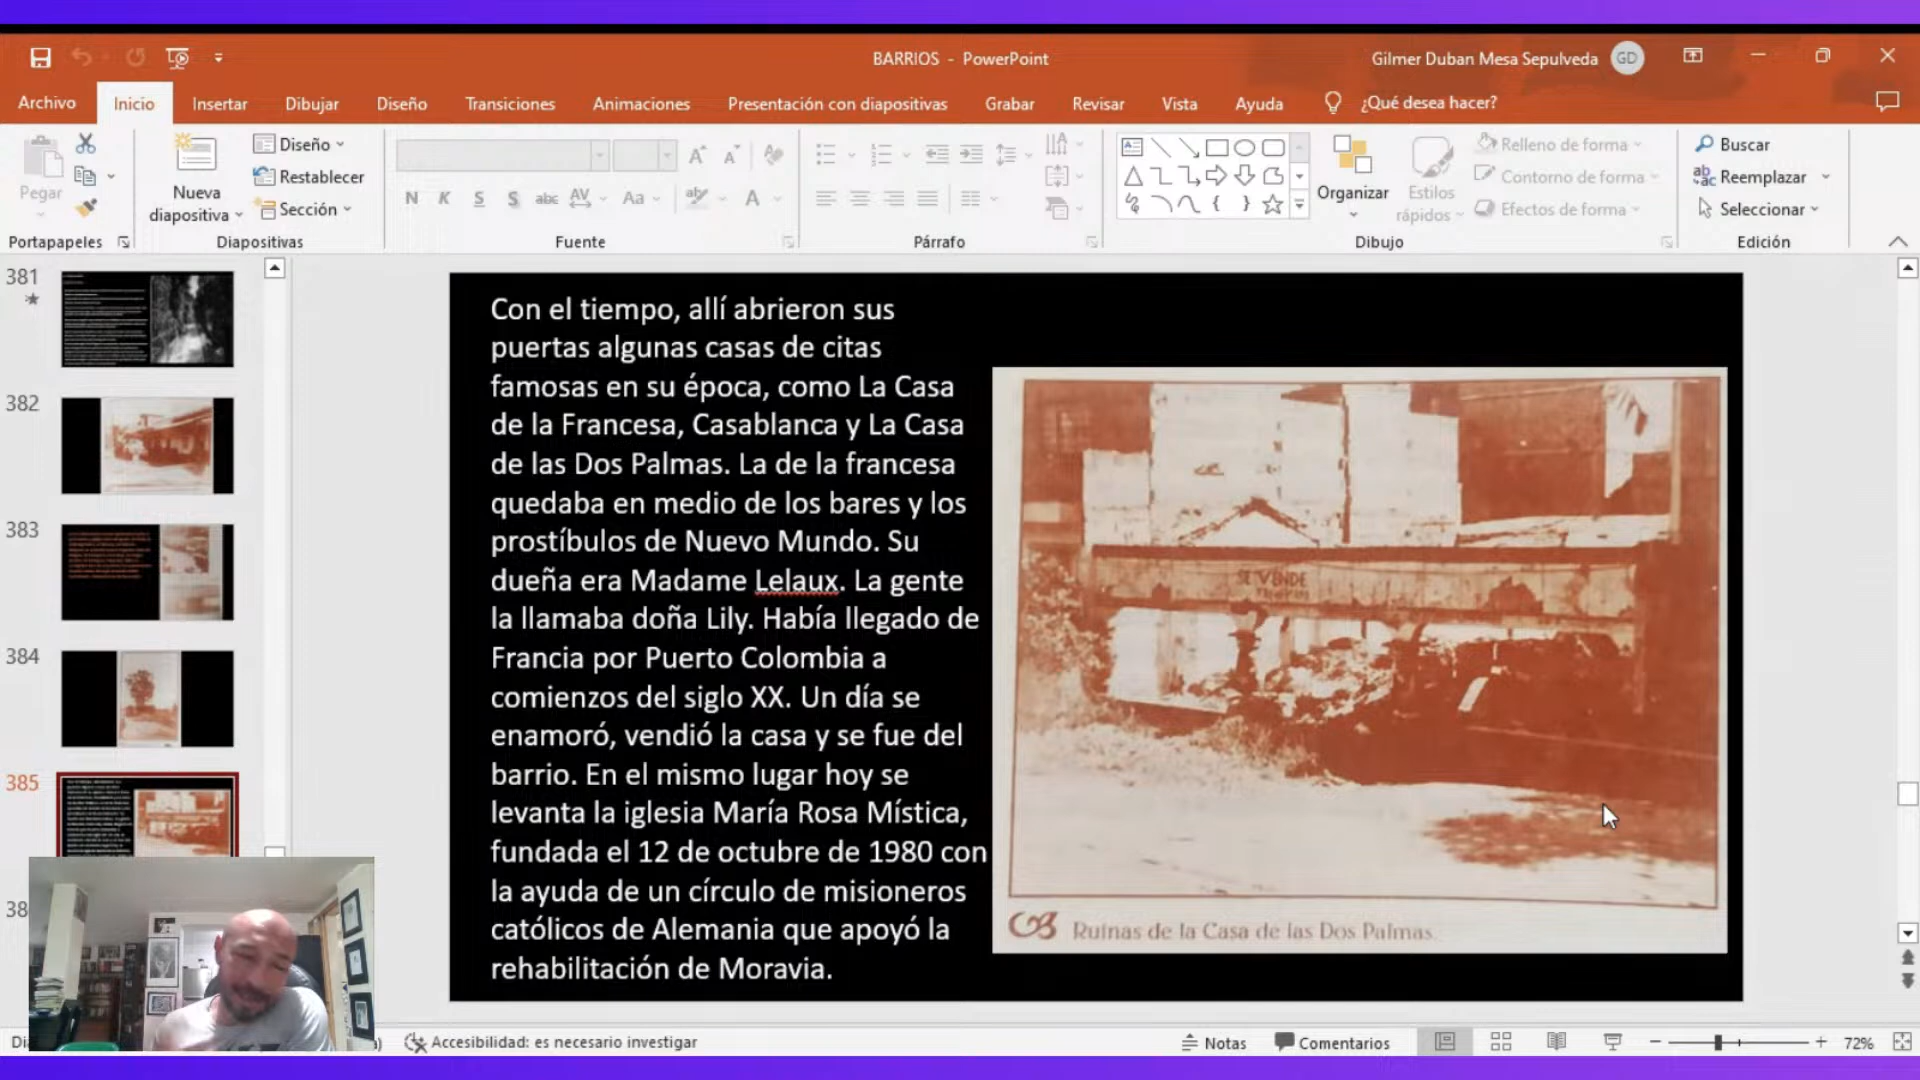 BARRIOS - PowerPoint
Gilmer Duban Mesa Sepulveda
GD
Archivo
Inicio
Insertar
Dibujar
Diseño
Transiciones
Animaciones
Presentación con diapositivas
Grabar
Revisar
Vista
Ayuda
¿Qué desea hacer?
Pegar
Nueva
diapositiva
Diseño
Restablecer
Sección
N K S S abc AV Aa
A
Organizar
Estilos
rápidos
Relleno de forma
Contorno de forma
Efectos de forma
Buscar
Reemplazar
Seleccionar
Portapapeles
Diapositivas
Fuente
Párrafo
Dibujo
Edición
381
382
383
384
385
Con el tiempo, allí abrieron sus
puertas algunas casas de citas
famosas en su época, como La Casa
de la Francesa, Casablanca y La Casa
de las Dos Palmas. La de la francesa
quedaba en medio de los bares y los
prostíbulos de Nuevo Mundo. Su
dueña era Madame Lelaux. La gente
la llamaba doña Lily. Había llegado de
Francia por Puerto Colombia a
comienzos del siglo XX. Un día se
enamoró, vendió la casa y se fue del
barrio. En el mismo lugar hoy se
levanta la iglesia María Rosa Mística,
fundada el 12 de octubre de 1980 con
la ayuda de un círculo de misioneros
católicos de Alemania que apoyó la
rehabilitación de Moravia.
SE VENDE
Ruinas de la Casa de las Dos Palmas.
Accesibilidad: es necesario investigar
Notas
Comentarios
72%